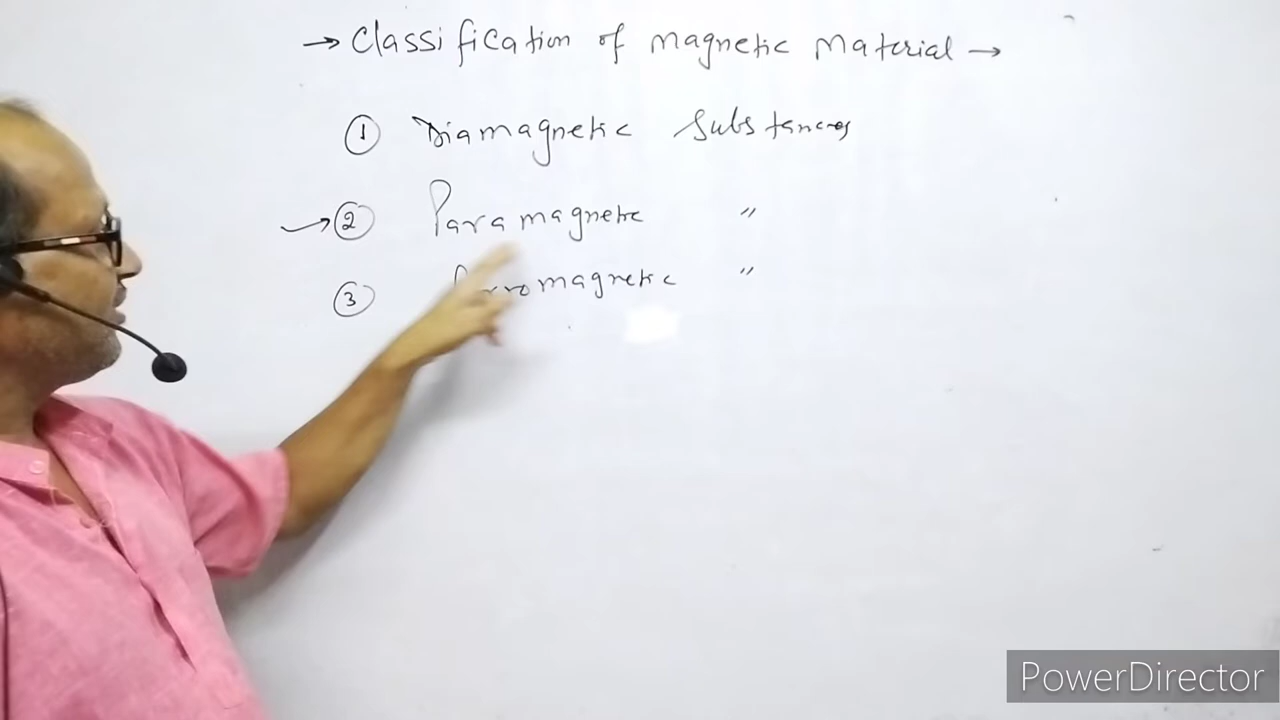 → Classification of magnetic Material →
① Diamagnetic Substances
→ ② Paramagnetic "
③ "
PowerDirector